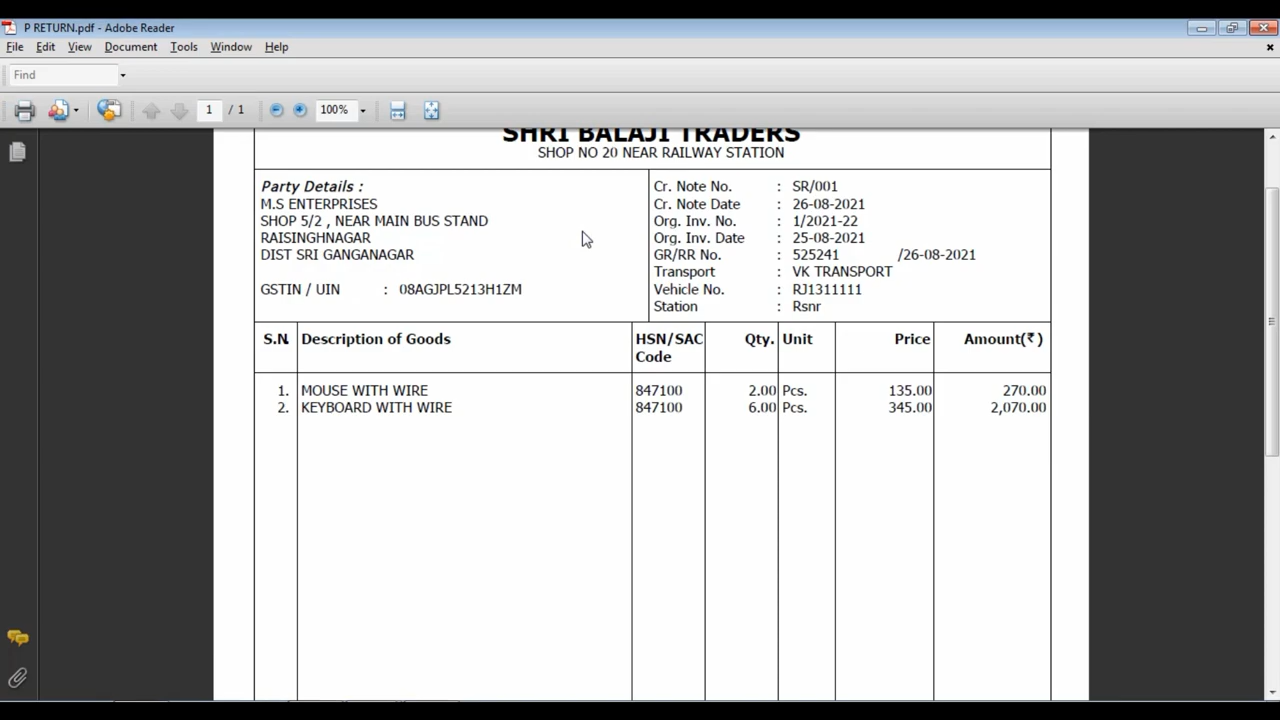 P RETURN.pdf - Adobe Reader
File Edit View Document Tools Window Help
Find
1 / 1 100%
SHRI BALAJI TRADERS
SHOP NO 20 NEAR RAILWAY STATION
Party Details :
M.S ENTERPRISES
SHOP 5/2 , NEAR MAIN BUS STAND
RAISINGHNAGAR
DIST SRI GANGANAGAR
GSTIN / UIN : 08AGJPL5213H1ZM
Cr. Note No. : SR/001
Cr. Note Date : 26-08-2021
Org. Inv. No. : 1/2021-22
Org. Inv. Date : 25-08-2021
GR/RR No. : 525241 /26-08-2021
Transport : VK TRANSPORT
Vehicle No. : RJ1311111
Station : Rsnr
S.N. Description of Goods HSN/SAC Code Qty. Unit Price Amount(₹)
1. MOUSE WITH WIRE 847100 2.00 Pcs. 135.00 270.00
2. KEYBOARD WITH WIRE 847100 6.00 Pcs. 345.00 2,070.00